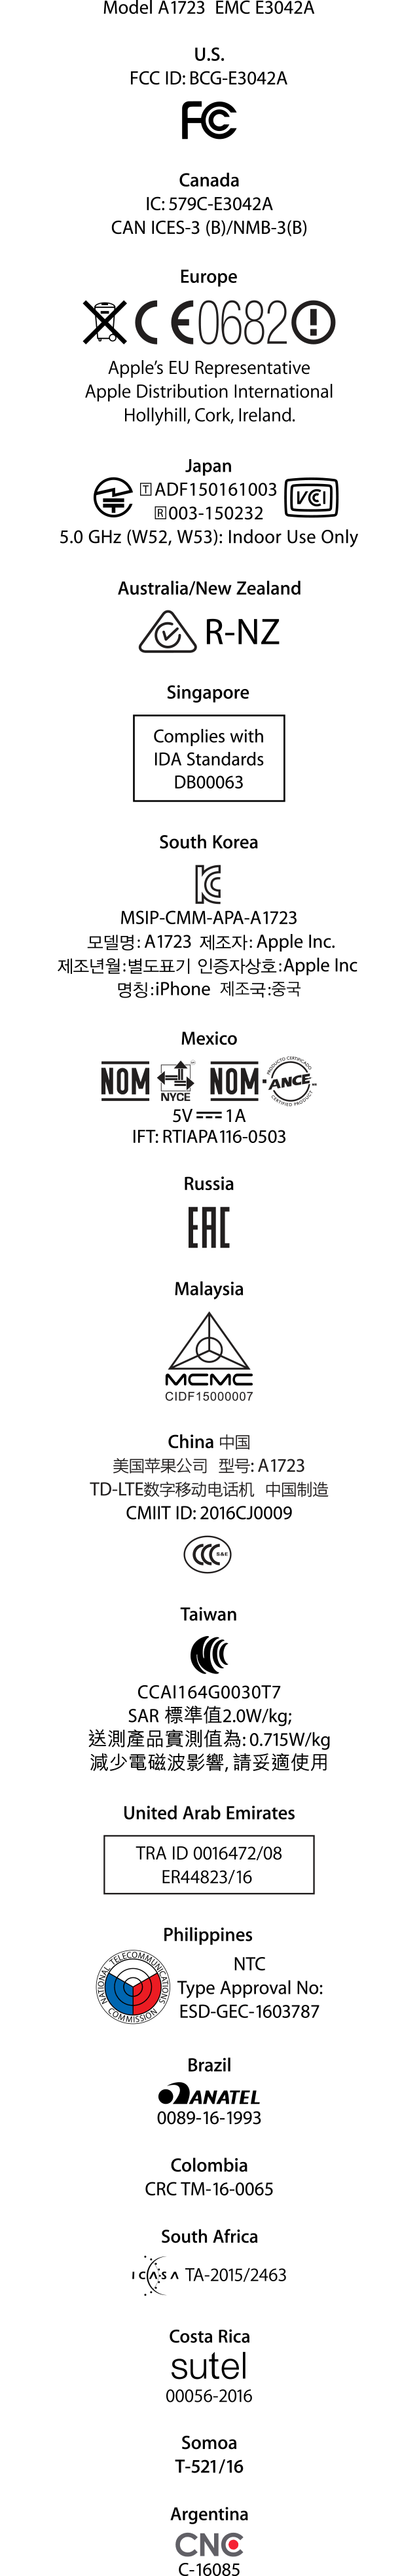 Model A1723 EMC E3042A
U.S.
FCC ID: BCG-E3042A
FC
Canada
IC: 579C-E3042A
CAN ICES-3 (B)/NMB-3(B)
Europe
CE0682
Apple’s EU Representative
Apple Distribution International
Hollyhill, Cork, Ireland.
Japan
T ADF150161003
R 003-150232
VCI
5.0 GHz (W52, W53): Indoor Use Only
Australia/New Zealand
R-NZ
Singapore
Complies with
IDA Standards
DB00063
South Korea
MSIP-CMM-APA-A1723
모델명: A1723 제조자: Apple Inc.
제조년월:별도표기 인증자상호:Apple Inc
명칭:iPhone 제조국:중국
Mexico
NOM NYCE NOM PRODUCTO CERTIFICADO ANCE CERTIFIED PRODUCT
5V 1A
IFT: RTIAPA116-0503
Russia
EAC
Malaysia
MCMC
CIDF15000007
China 中国
美国苹果公司 型号: A1723
TD-LTE数字移动电话机 中国制造
CMIIT ID: 2016CJ0009
CCC S&E
Taiwan
CCAI164G0030T7
SAR 標準值2.0W/kg;
送測產品實測值為: 0.715W/kg
減少電磁波影響, 請妥適使用
United Arab Emirates
TRA ID 0016472/08
ER44823/16
Philippines
NATIONAL TELECOMMUNICATIONS COMMISSION
NTC
Type Approval No:
ESD-GEC-1603787
Brazil
ANATEL
0089-16-1993
Colombia
CRC TM-16-0065
South Africa
ICASA TA-2015/2463
Costa Rica
sutel
00056-2016
Somoa
T-521/16
Argentina
CNC
C-16085